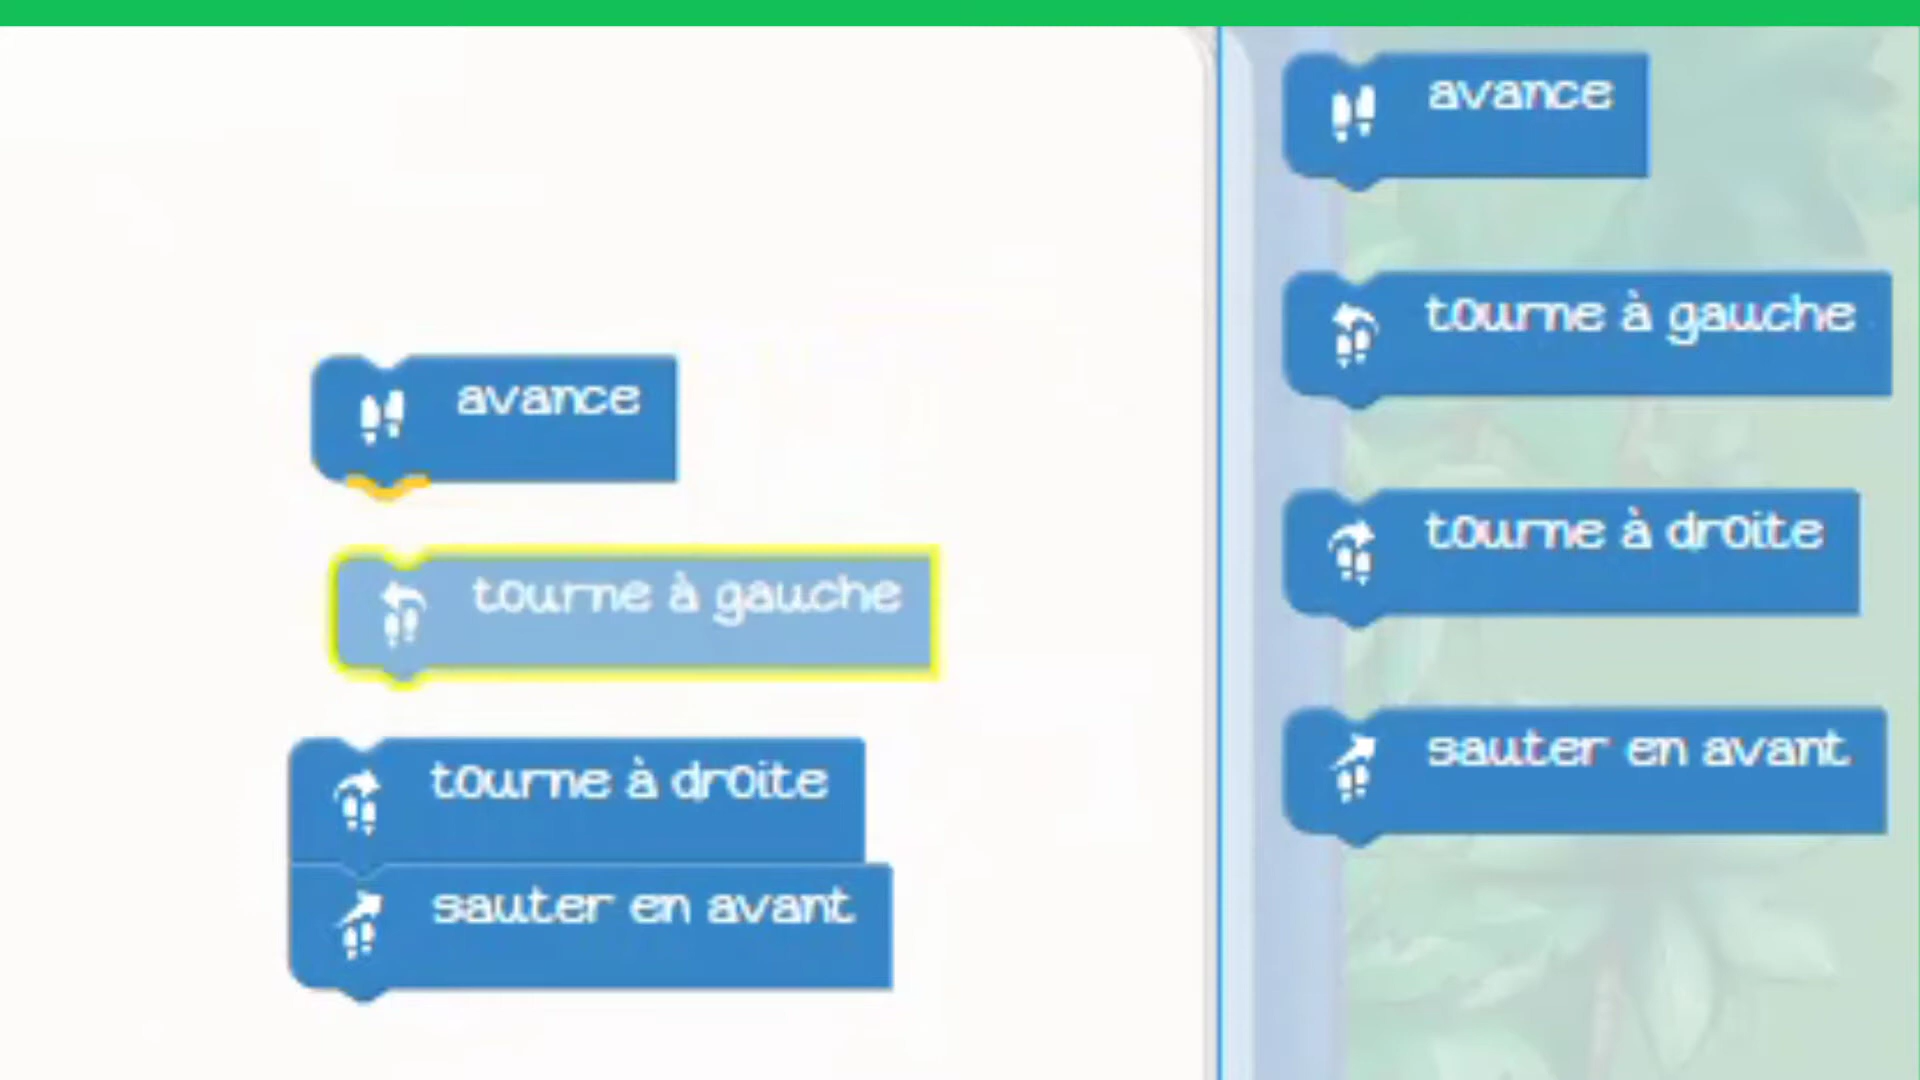 avance
tourne à gauche
tourne à droite
sauter en avant
avance
tourne à gauche
tourne à droite
sauter en avant